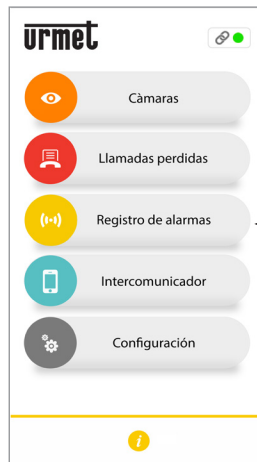 urmet
Càmaras
Llamadas perdidas
Registro de alarmas
Intercomunicador
Configuración
i